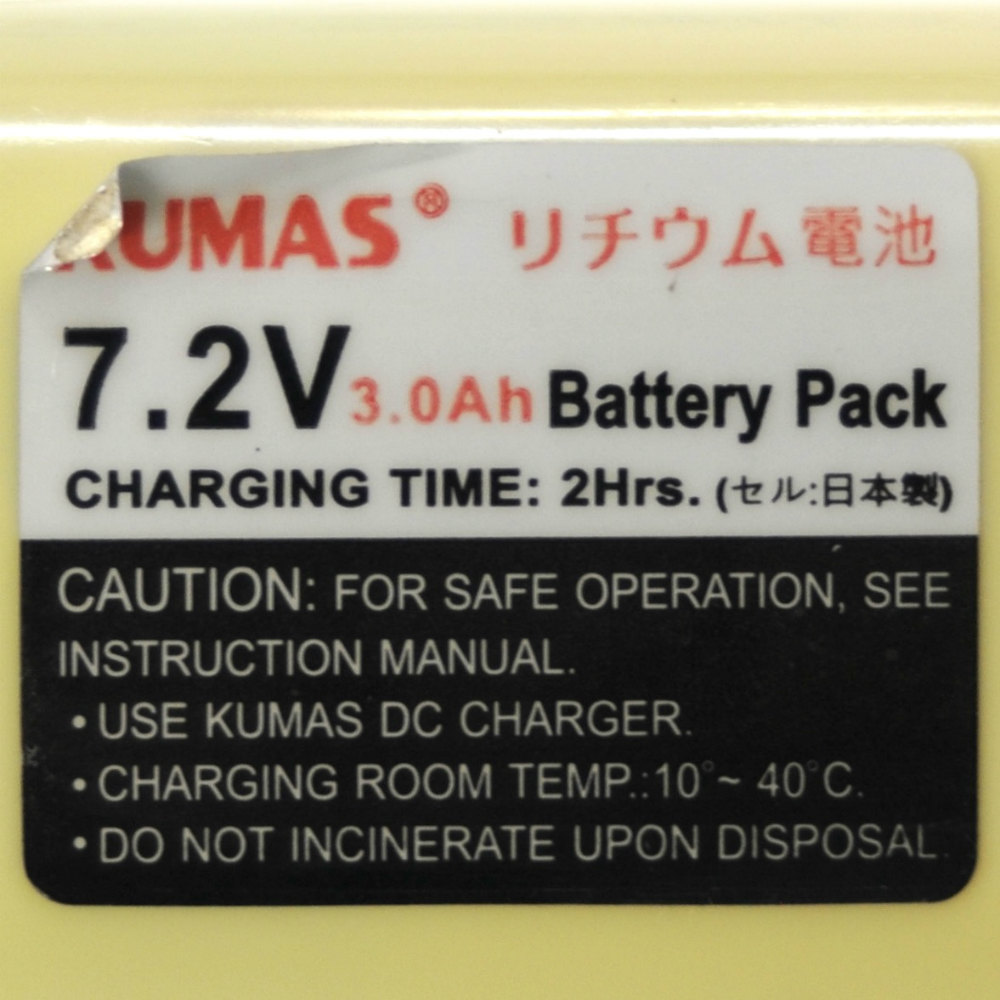 KUMAS® リチウム電池
7.2V 3.0Ah Battery Pack
CHARGING TIME: 2Hrs. (セル:日本製)
CAUTION: FOR SAFE OPERATION, SEE
INSTRUCTION MANUAL.
• USE KUMAS DC CHARGER.
• CHARGING ROOM TEMP.:10°~ 40°C.
• DO NOT INCINERATE UPON DISPOSAL.